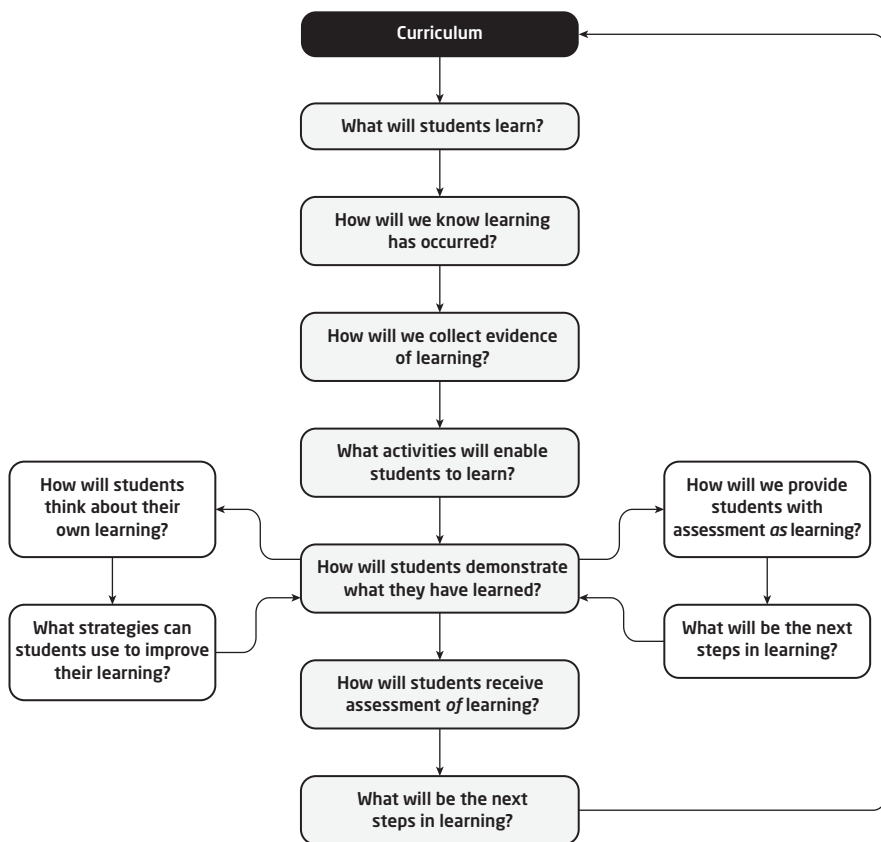 Curriculum
What will students learn?
How will we know learning
has occurred?
How will we collect evidence
of learning?
What activities will enable
students to learn?
How will students
think about their
own learning?
How will we provide
students with
assessment as learning?
How will students demonstrate
what they have learned?
What strategies can
students use to improve
their learning?
What will be the next
steps in learning?
How will students receive
assessment of learning?
What will be the next
steps in learning?